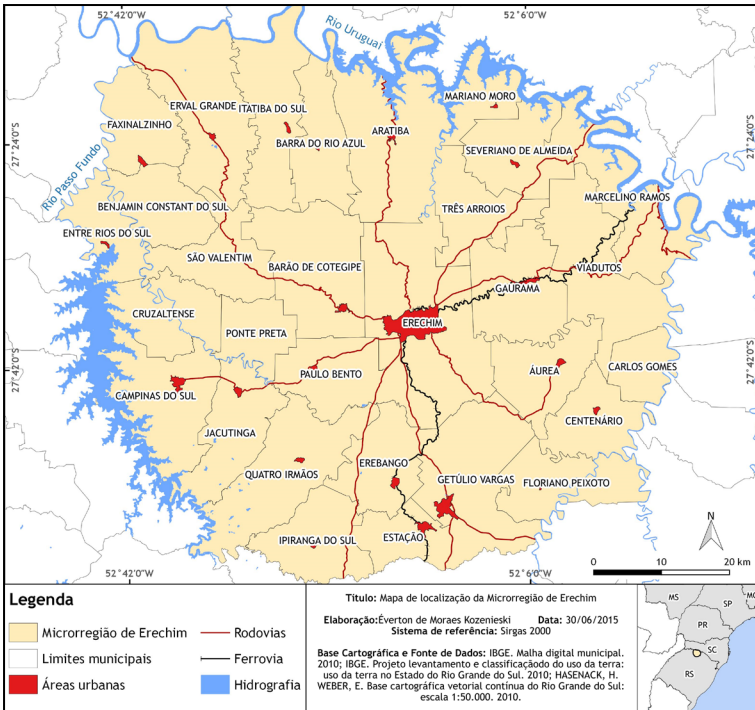 52°42'0"W
52°6'0"W
Rio Uruguai
MARIANO MORO
ERVAL GRANDE
ITATIBA DO SUL
FAXINALZINHO
ARATIBA
27°24'0"S
27°24'0"S
BARRA DO RIO AZUL
SEVERIANO DE ALMEIDA
Rio Passo Fundo
MARCELINO RAMOS
BENJAMIN CONSTANT DO SUL
TRÊS ARROIOS
ENTRE RIOS DO SUL
SÃO VALENTIM
BARÃO DE COTEGIPE
VIADUTOS
GAURAMA
CRUZALTENSE
ERECHIM
PONTE PRETA
27°42'0"S
27°42'0"S
PAULO BENTO
ÁUREA
CARLOS GOMES
CAMPINAS DO SUL
CENTENÁRIO
JACUTINGA
EREBANGO
QUATRO IRMÃOS
GETÚLIO VARGAS
FLORIANO PEIXOTO
N
IPIRANGA DO SUL
ESTAÇÃO
0 10 20 km
52°42'0"W
52°6'0"W
Legenda
Microrregião de Erechim
Rodovias
Limites municipais
Ferrovia
Áreas urbanas
Hidrografia
Título: Mapa de localização da Microrregião de Erechim
Elaboração:Éverton de Moraes Kozenieski Data: 30/06/2015
Sistema de referência: Sirgas 2000
Base Cartográfica e Fonte de Dados: IBGE. Malha digital municipal.
2010; IBGE. Projeto levantamento e classificaçãodo do uso da terra:
uso da terra no Estado do Rio Grande do Sul. 2010; HASENACK, H.
WEBER, E. Base cartográfica vetorial contínua do Rio Grande do Sul:
escala 1:50.000. 2010.
MS
SP
PR
SC
RS